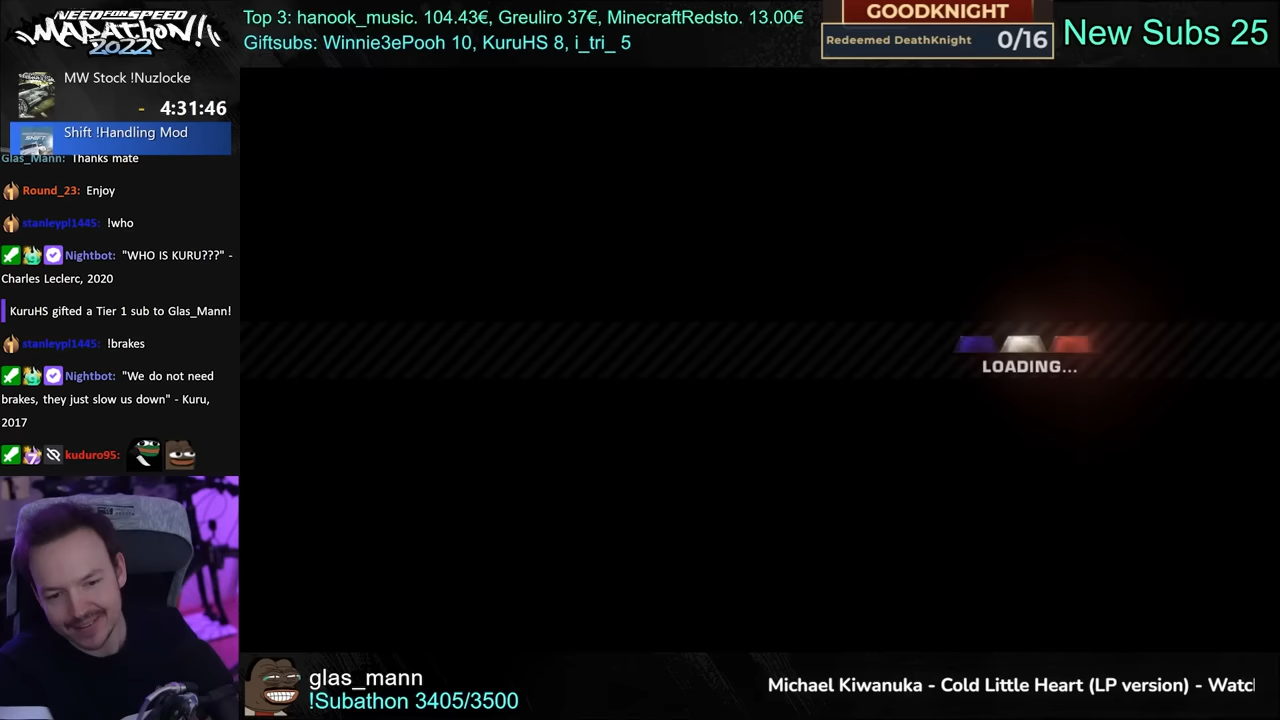 NEED FOR SPEED
MARATHON!!
2022
MW Stock !Nuzlocke
- 4:31:46
SHIFT
Shift !Handling Mod
Glas_Mann: Thanks mate
Round_23: Enjoy
stanleypl1445: !who
Nightbot: "WHO IS KURU???" -
Charles Leclerc, 2020
KuruHS gifted a Tier 1 sub to Glas_Mann!
stanleypl1445: !brakes
Nightbot: "We do not need
brakes, they just slow us down" - Kuru,
2017
7 kuduro95:
Top 3: hanook_music. 104.43€, Greuliro 37€, MinecraftRedsto. 13.00€
Giftsubs: Winnie3ePooh 10, KuruHS 8, i_tri_ 5
GOODKNIGHT
Redeemed DeathKnight 0/16
New Subs 25
LOADING...
glas_mann
!Subathon 3405/3500
Michael Kiwanuka - Cold Little Heart (LP version) - Watcl